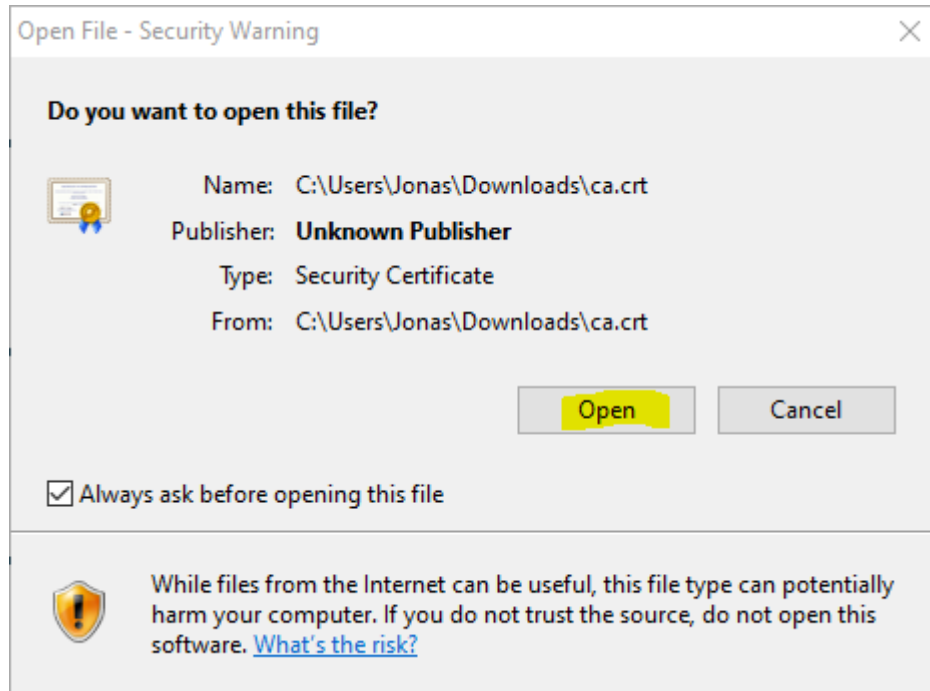 Open File - Security Warning
Do you want to open this file?
Name: C:\Users\Jonas\Downloads\ca.crt
Publisher: Unknown Publisher
Type: Security Certificate
From: C:\Users\Jonas\Downloads\ca.crt
Open Cancel
Always ask before opening this file
While files from the Internet can be useful, this file type can potentially
harm your computer. If you do not trust the source, do not open this
software. What's the risk?